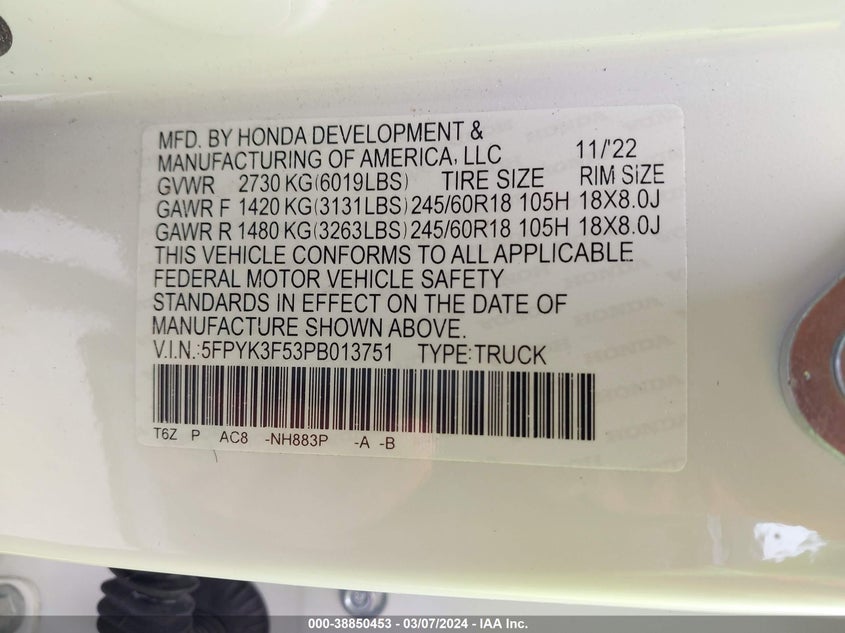 MFD. BY HONDA DEVELOPMENT &
MANUFACTURING OF AMERICA, LLC 11/'22
GVWR 2730 KG(6019LBS) TIRE SIZE RIM SIZE
GAWR F 1420 KG(3131LBS) 245/60R18 105H 18X8.0J
GAWR R 1480 KG(3263LBS) 245/60R18 105H 18X8.0J
THIS VEHICLE CONFORMS TO ALL APPLICABLE
FEDERAL MOTOR VEHICLE SAFETY
STANDARDS IN EFFECT ON THE DATE OF
MANUFACTURE SHOWN ABOVE.
V.I.N.:5FPYK3F53PB013751 TYPE:TRUCK
T6Z P AC8 -NH883P -A -B
000-38850453 - 03/07/2024 - IAA Inc.